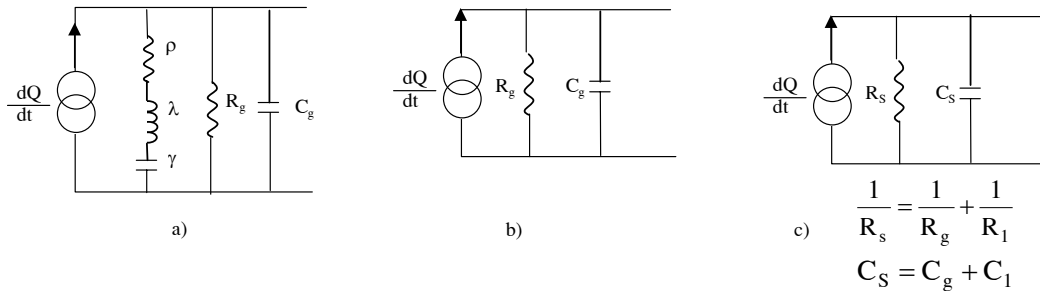 dQ
dt
ρ
λ
γ
R_g
C_g
a)
dQ
dt
R_g
C_g
b)
dQ
dt
R_S
C_S
c)
1/R_s = 1/R_g + 1/R_1
C_S = C_g + C_1